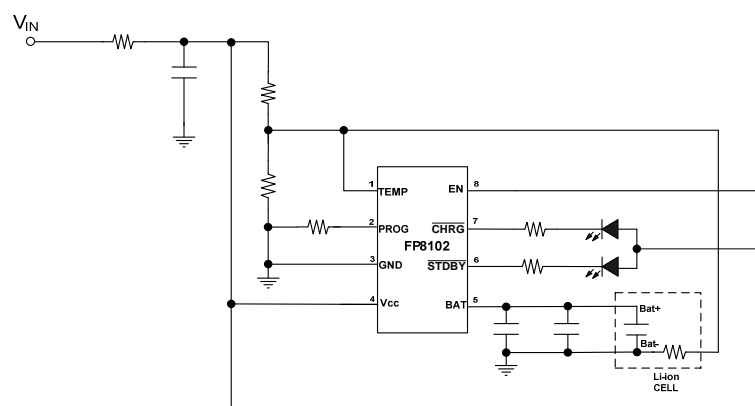 VIN
1
TEMP
EN
8
2
PROG
CHRG
7
FP8102
3
GND
STDBY
6
4
Vcc
BAT
5
Bat+
Bat-
Li-ion
CELL